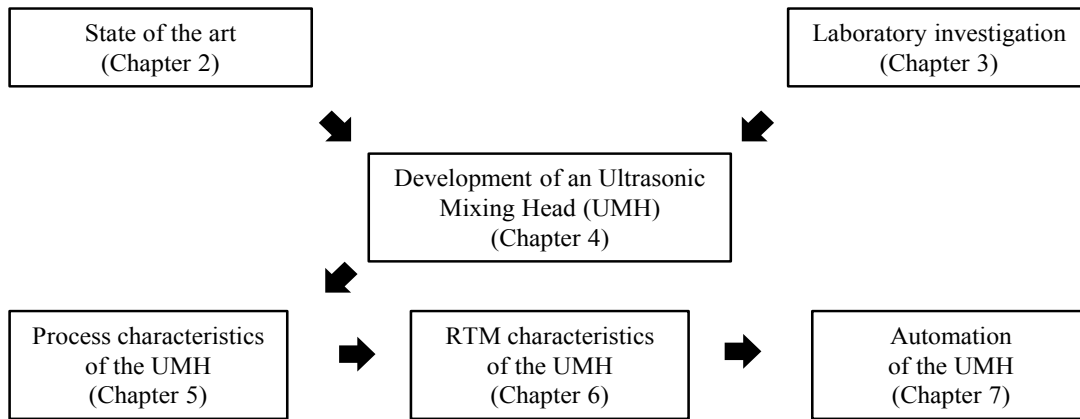 State of the art
(Chapter 2)
Laboratory investigation
(Chapter 3)
Development of an Ultrasonic
Mixing Head (UMH)
(Chapter 4)
Process characteristics
of the UMH
(Chapter 5)
RTM characteristics
of the UMH
(Chapter 6)
Automation
of the UMH
(Chapter 7)